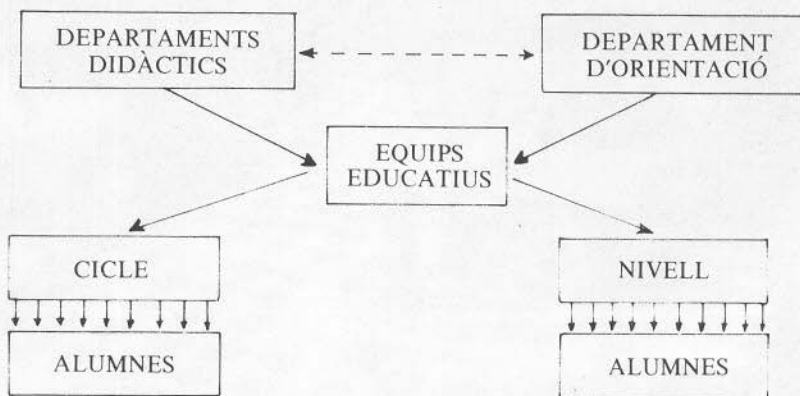 DEPARTAMENTS
DIDÀCTICS
DEPARTAMENT
D'ORIENTACIÓ
EQUIPS
EDUCATIUS
CICLE
NIVELL
ALUMNES
ALUMNES